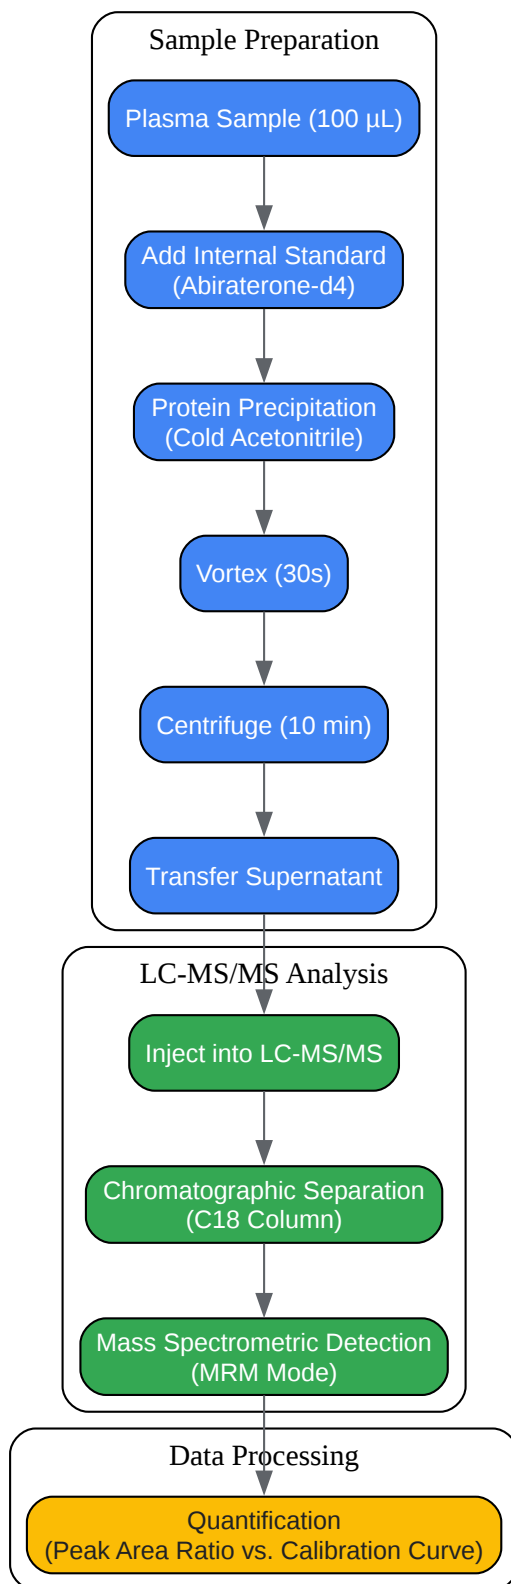 Sample Preparation
Plasma Sample (100 µL)
Add Internal Standard
(Abiraterone-d4)
Protein Precipitation
(Cold Acetonitrile)
Vortex (30s)
Centrifuge (10 min)
Transfer Supernatant
LC-MS/MS Analysis
Inject into LC-MS/MS
Chromatographic Separation
(C18 Column)
Mass Spectrometric Detection
(MRM Mode)
Data Processing
Quantification
(Peak Area Ratio vs. Calibration Curve)